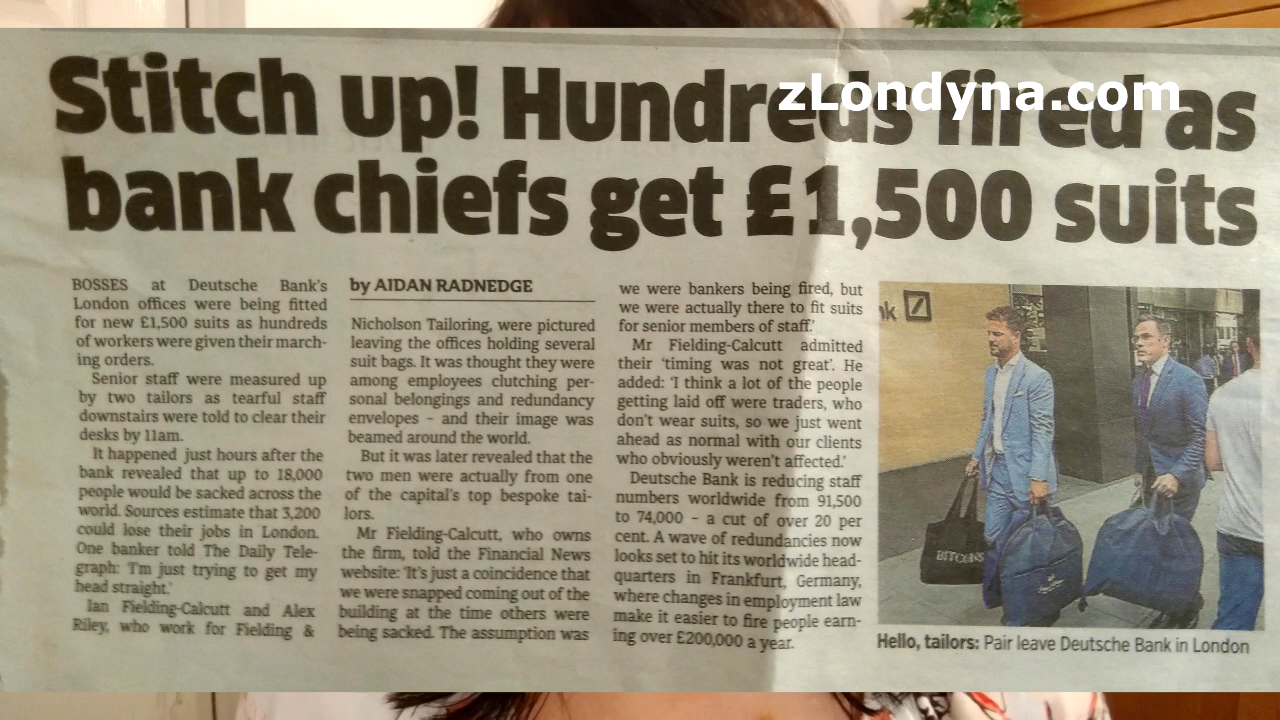 zLondyna.com
Stitch up! Hundreds fired as
bank chiefs get £1,500 suits
BOSSES at Deutsche Bank's
London offices were being fitted
for new £1,500 suits as hundreds
of workers were given their march-
ing orders.
Senior staff were measured up
by two tailors as tearful staff
downstairs were told to clear their
desks by 11am.
It happened just hours after the
bank revealed that up to 18,000
people would be sacked across the
world. Sources estimate that 3,200
could lose their jobs in London.
One banker told The Daily Tele-
graph: 'I'm just trying to get my
head straight.'
Ian Fielding-Calcutt and Alex
Riley, who work for Fielding &
by AIDAN RADNEDGE
Nicholson Tailoring, were pictured
leaving the offices holding several
suit bags. It was thought they were
among employees clutching per-
sonal belongings and redundancy
envelopes – and their image was
beamed around the world.
But it was later revealed that the
two men were actually from one
of the capital's top bespoke tai-
lors.
Mr Fielding-Calcutt, who owns
the firm, told the Financial News
website: 'It's just a coincidence that
we were snapped coming out of the
building at the time others were
being sacked. The assumption was
we were bankers being fired, but
we were actually there to fit suits
for senior members of staff.'
Mr Fielding-Calcutt admitted
their 'timing was not great'. He
added: 'I think a lot of the people
getting laid off were traders, who
don't wear suits, so we just went
ahead as normal with our clients
who obviously weren't affected.'
Deutsche Bank is reducing staff
numbers worldwide from 91,500
to 74,000 – a cut of over 20 per
cent. A wave of redundancies now
looks set to hit its worldwide head-
quarters in Frankfurt, Germany,
where changes in employment law
make it easier to fire people earn-
ing over £200,000 a year.
nk
Hello, tailors: Pair leave Deutsche Bank in London